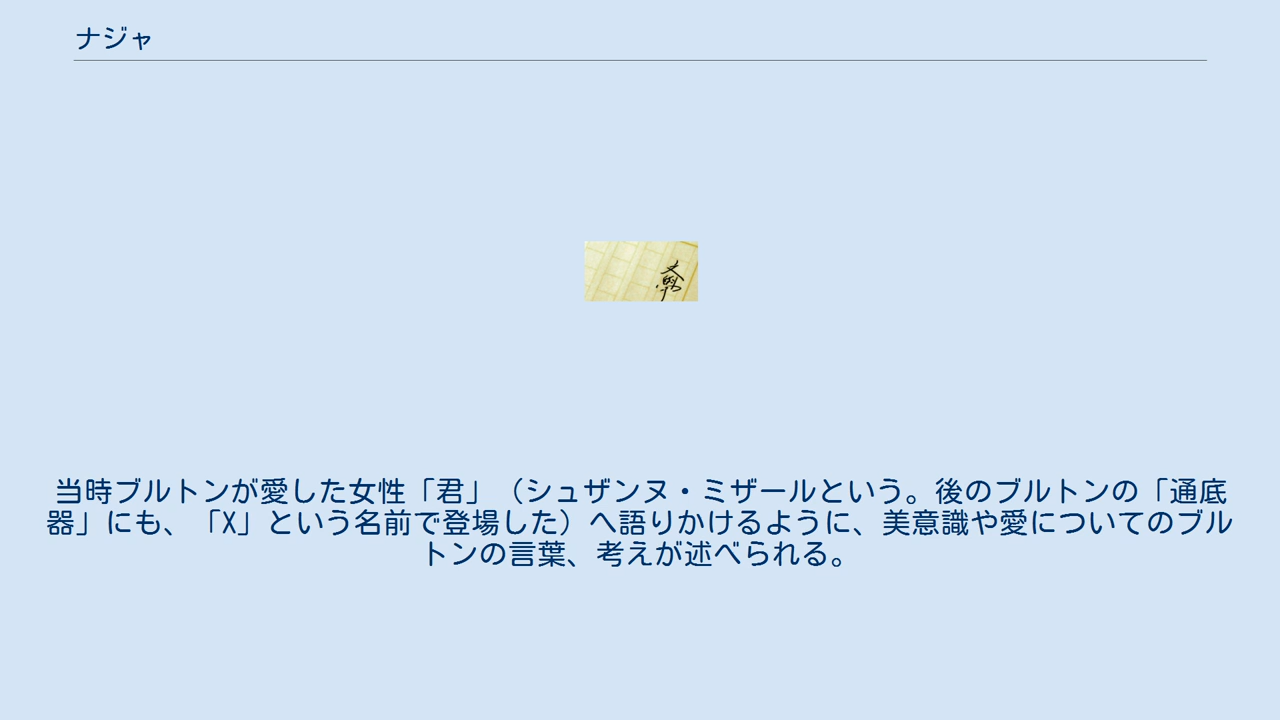 ナジャ
当時ブルトンが愛した女性「君」（シュザンヌ・ミザールという。後のブルトンの「通底
器」にも、「X」という名前で登場した）へ語りかけるように、美意識や愛についてのブル
トンの言葉、考えが述べられる。